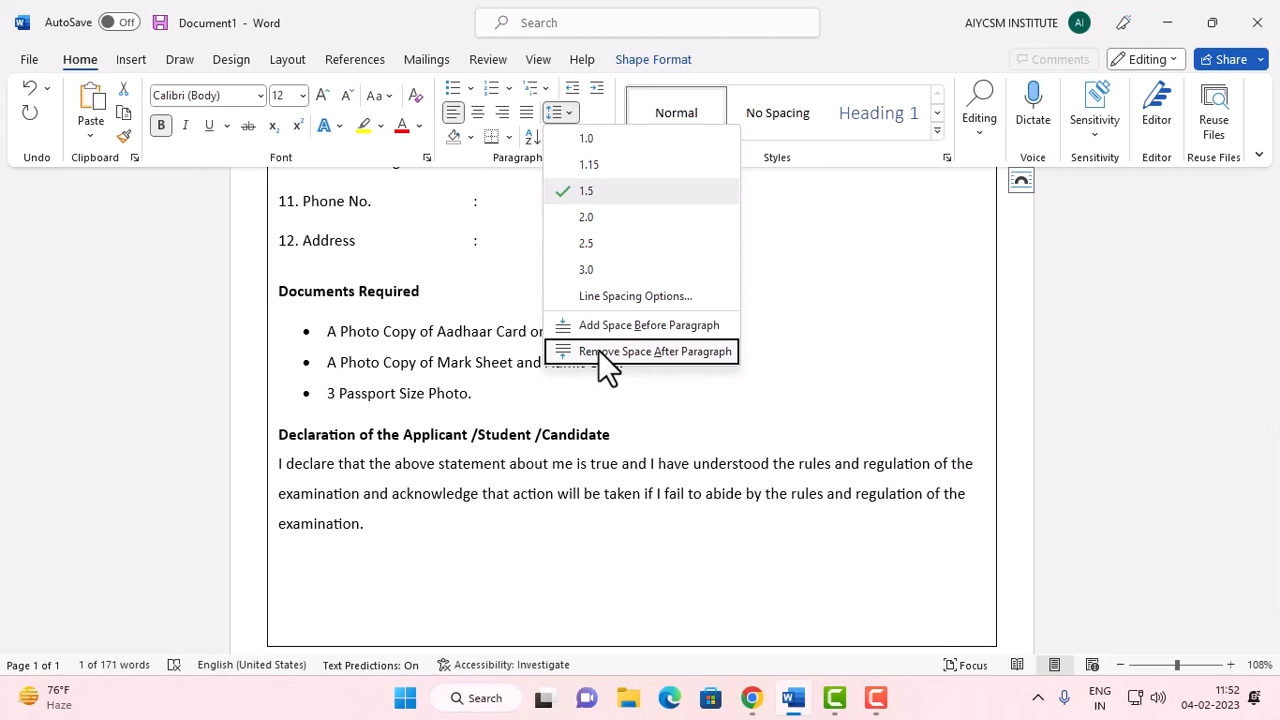 AutoSave Off Document1 - Word Search AIYCSM INSTITUTE AI
File Home Insert Draw Design Layout References Mailings Review View Help Shape Format Comments Editing Share
Calibri (Body) 12 Aa
Paste
B I U ab x x A A
Normal No Spacing Heading 1
Editing Dictate Sensitivity Editor Reuse Files
Undo Clipboard Font Paragraph Styles Sensitivity Editor Reuse Files
1.0
1.15
1.5
2.0
2.5
3.0
Line Spacing Options...
Add Space Before Paragraph
Remove Space After Paragraph
11. Phone No. :
12. Address :
Documents Required
• A Photo Copy of Aadhaar Card or
• A Photo Copy of Mark Sheet and
• 3 Passport Size Photo.
Declaration of the Applicant /Student /Candidate
I declare that the above statement about me is true and I have understood the rules and regulation of the
examination and acknowledge that action will be taken if I fail to abide by the rules and regulation of the
examination.
Page 1 of 1 1 of 171 words English (United States) Text Predictions: On Accessibility: Investigate Focus 108%
76°F
Haze
Search
ENG
IN
11:52
04-02-2023